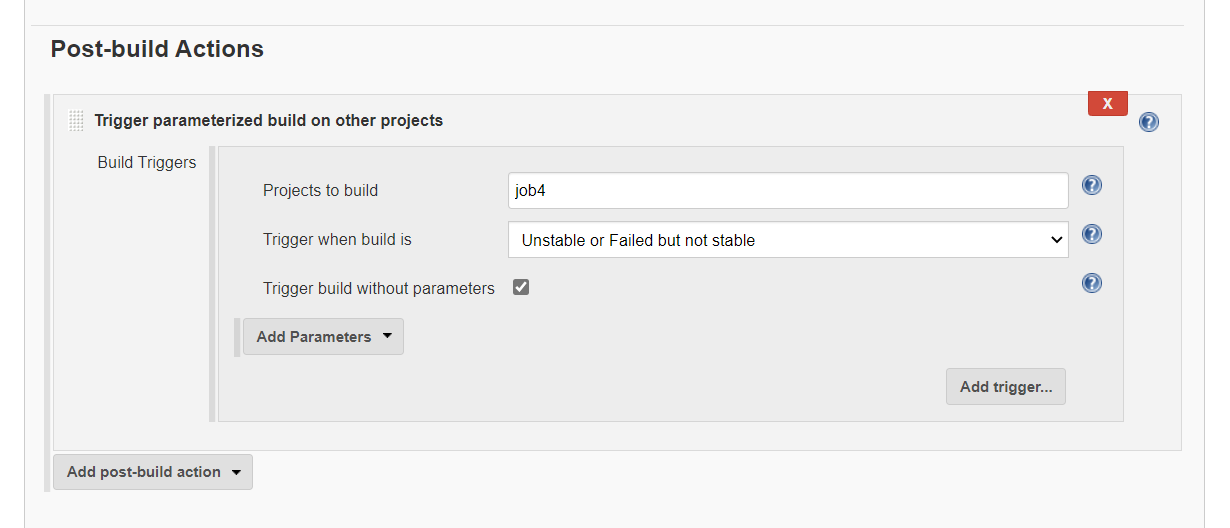 Post-build Actions
X
Trigger parameterized build on other projects
?
Build Triggers
Projects to build job4 ?
Trigger when build is Unstable or Failed but not stable ?
Trigger build without parameters ?
Add Parameters
Add trigger...
Add post-build action